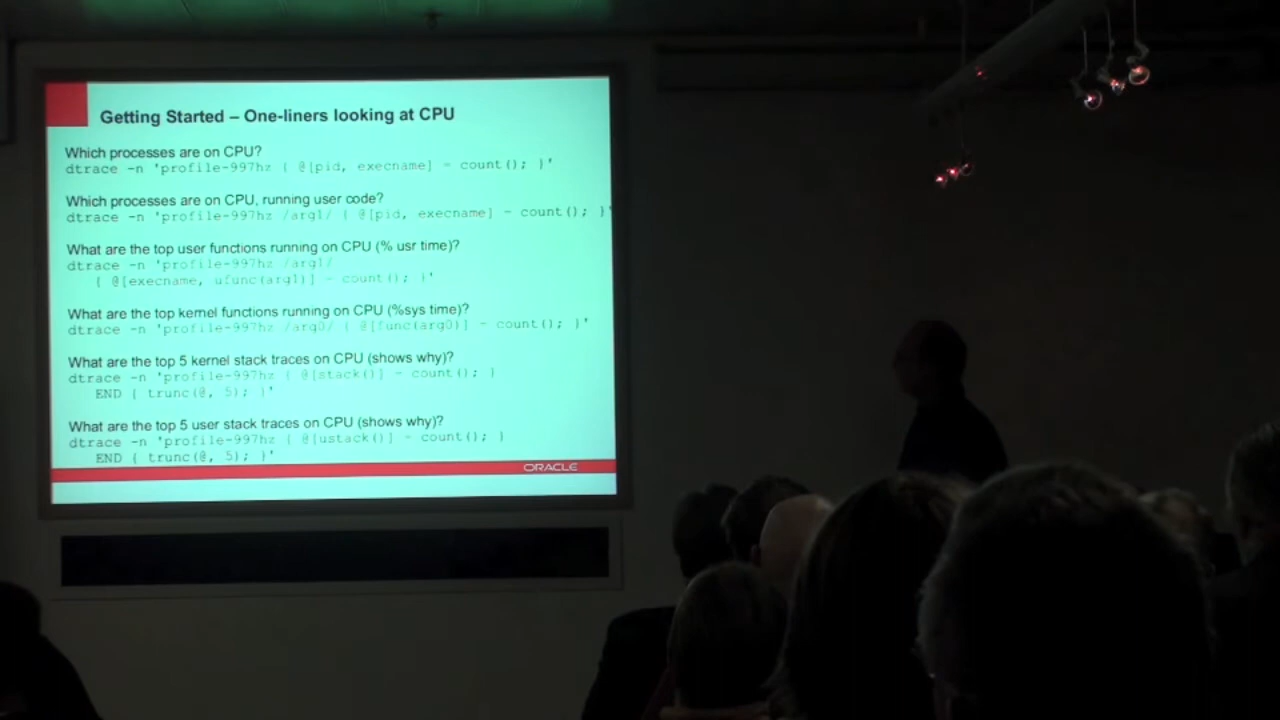 Getting Started – One-liners looking at CPU
Which processes are on CPU?
dtrace -n 'profile-997hz { @[pid, execname] = count(); }'
Which processes are on CPU, running user code?
dtrace -n 'profile-997hz /arg1/ { @[pid, execname] = count(); }'
What are the top user functions running on CPU (% usr time)?
dtrace -n 'profile-997hz /arg1/
{ @[execname, ufunc(arg1)] = count(); }'
What are the top kernel functions running on CPU (%sys time)?
dtrace -n 'profile-997hz /arg0/ { @[func(arg0)] = count(); }'
What are the top 5 kernel stack traces on CPU (shows why)?
dtrace -n 'profile-997hz { @[stack()] = count(); }
END { trunc(@, 5); }'
What are the top 5 user stack traces on CPU (shows why)?
dtrace -n 'profile-997hz { @[ustack()] = count(); }
END { trunc(@, 5); }'
ORACLE